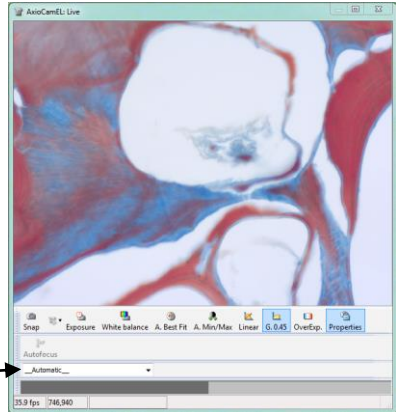 AxioCamEL: Live
Snap Exposure White balance A. Best Fit A. Min/Max Linear G. 0.45 OverExp. Properties
Autofocus
__Automatic__
35.9 fps 746,940